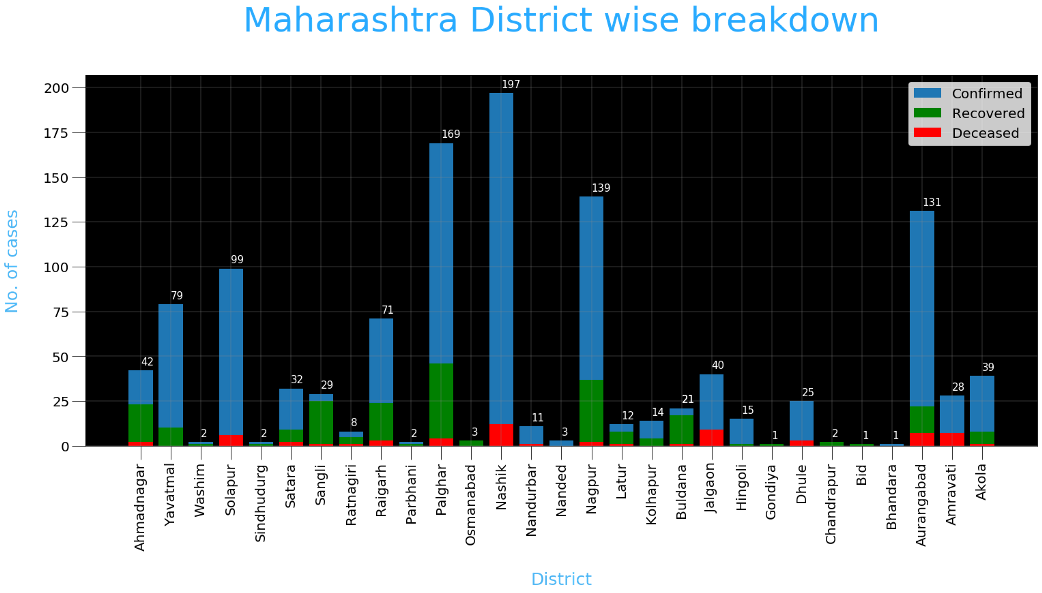 Maharashtra District wise breakdown
No. of cases
200
175
150
125
100
75
50
25
0
Confirmed
Recovered
Deceased
42
79
2
99
2
32
29
8
71
2
169
3
197
11
3
139
12
14
21
40
15
1
25
2
1
1
131
28
39
Ahmadnagar
Yavatmal
Washim
Solapur
Sindhudurg
Satara
Sangli
Ratnagiri
Raigarh
Parbhani
Palghar
Osmanabad
Nashik
Nandurbar
Nanded
Nagpur
Latur
Kolhapur
Buldana
Jalgaon
Hingoli
Gondiya
Dhule
Chandrapur
Bid
Bhandara
Aurangabad
Amravati
Akola
District